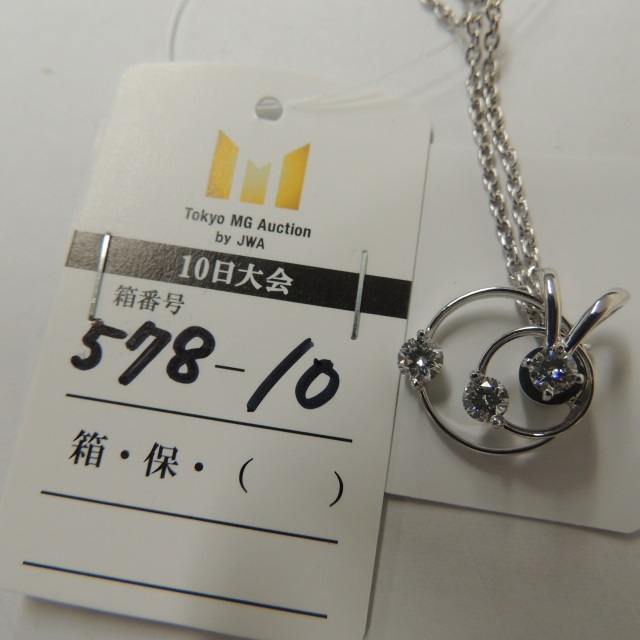 Tokyo MG Auction
by JWA
10日大会
箱番号
578-10
箱・保・(　　)